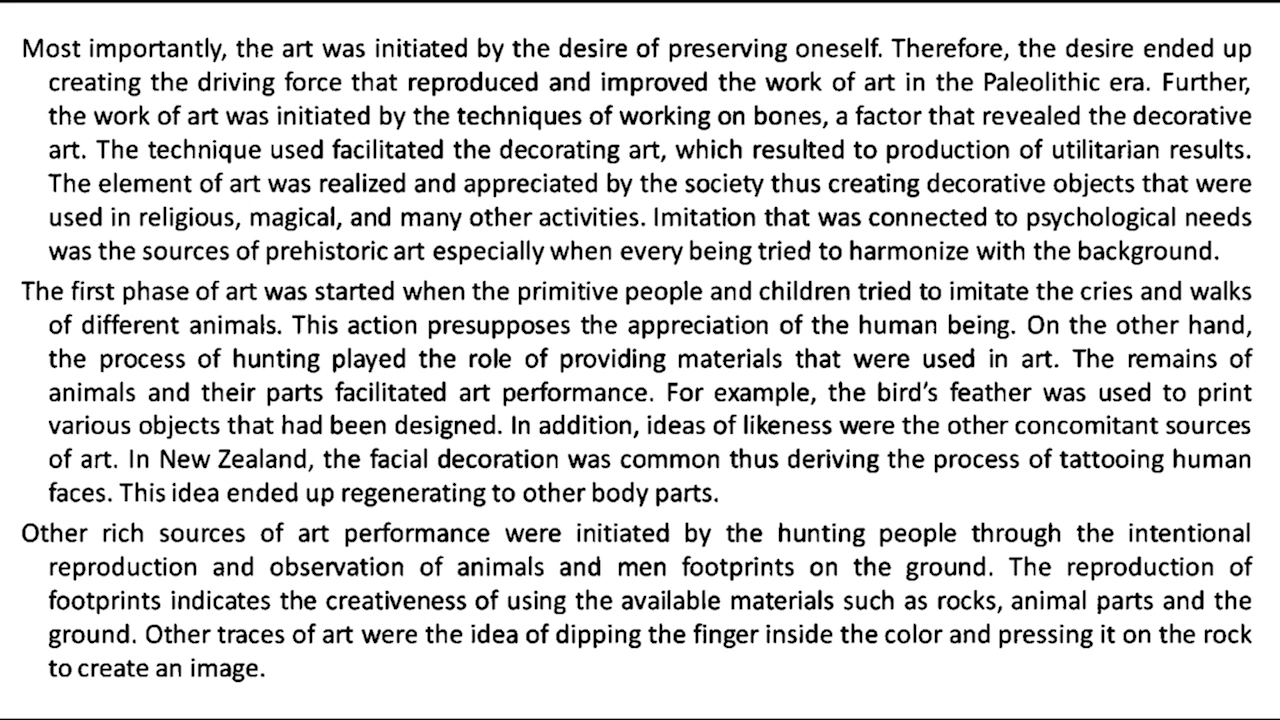 Most importantly, the art was initiated by the desire of preserving oneself. Therefore, the desire ended up
creating the driving force that reproduced and improved the work of art in the Paleolithic era. Further,
the work of art was initiated by the techniques of working on bones, a factor that revealed the decorative
art. The technique used facilitated the decorating art, which resulted to production of utilitarian results.
The element of art was realized and appreciated by the society thus creating decorative objects that were
used in religious, magical, and many other activities. Imitation that was connected to psychological needs
was the sources of prehistoric art especially when every being tried to harmonize with the background.
The first phase of art was started when the primitive people and children tried to imitate the cries and walks
of different animals. This action presupposes the appreciation of the human being. On the other hand,
the process of hunting played the role of providing materials that were used in art. The remains of
animals and their parts facilitated art performance. For example, the bird's feather was used to print
various objects that had been designed. In addition, ideas of likeness were the other concomitant sources
of art. In New Zealand, the facial decoration was common thus deriving the process of tattooing human
faces. This idea ended up regenerating to other body parts.
Other rich sources of art performance were initiated by the hunting people through the intentional
reproduction and observation of animals and men footprints on the ground. The reproduction of
footprints indicates the creativeness of using the available materials such as rocks, animal parts and the
ground. Other traces of art were the idea of dipping the finger inside the color and pressing it on the rock
to create an image.